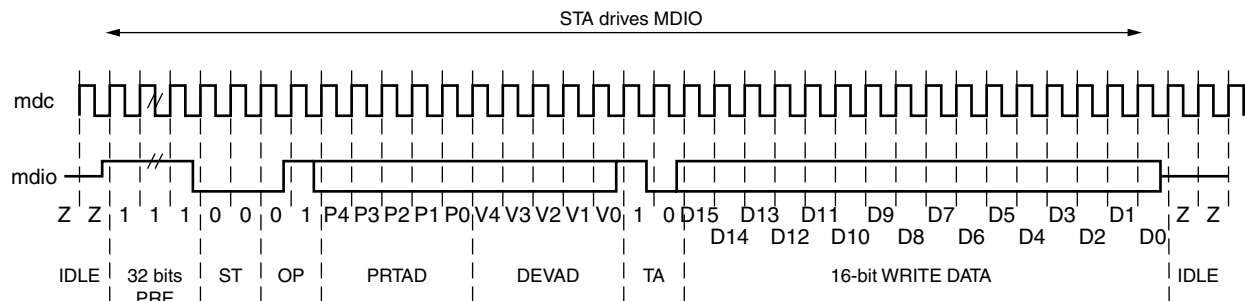 STA drives MDIO
mdc
mdio
Z Z 1 1 1 0 0 0 1 P4 P3 P2 P1 P0 V4 V3 V2 V1 V0 1 0 D15 D13 D11 D9 D7 D5 D3 D1 Z Z
D14 D12 D10 D8 D6 D4 D2 D0
IDLE 32 bits ST OP PRTAD DEVAD TA 16-bit WRITE DATA IDLE
PRE